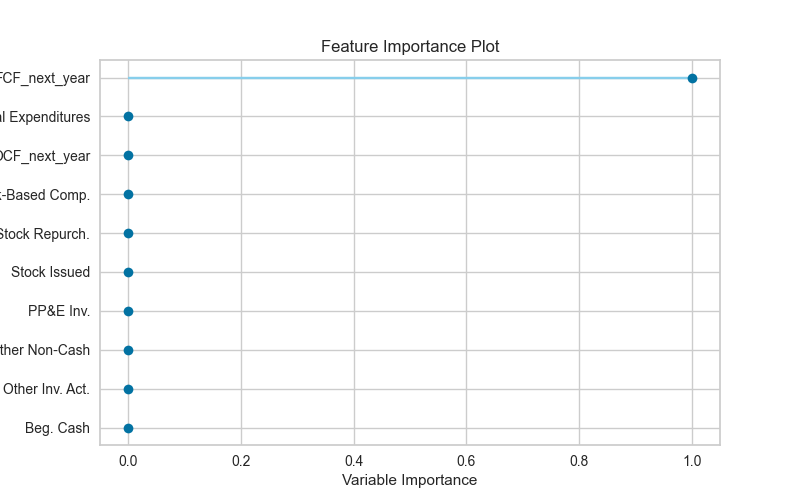 Feature Importance Plot
FCF_next_year
al Expenditures
OCF_next_year
k-Based Comp.
Stock Repurch.
Stock Issued
PP&E Inv.
ther Non-Cash
Other Inv. Act.
Beg. Cash
0.0 0.2 0.4 0.6 0.8 1.0
Variable Importance